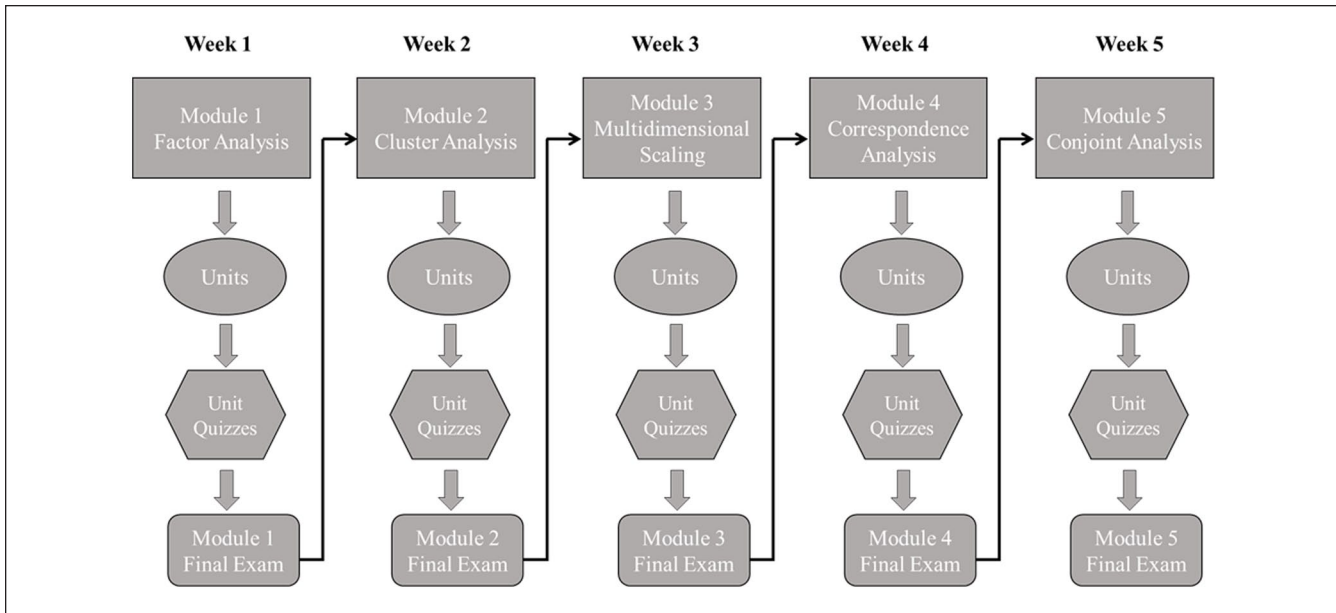 Week 1
Week 2
Week 3
Week 4
Week 5
Module 1
Factor Analysis
Module 2
Cluster Analysis
Module 3
Multidimensional
Scaling
Module 4
Correspondence
Analysis
Module 5
Conjoint Analysis
Units
Units
Units
Units
Units
Unit
Quizzes
Unit
Quizzes
Unit
Quizzes
Unit
Quizzes
Unit
Quizzes
Module 1
Final Exam
Module 2
Final Exam
Module 3
Final Exam
Module 4
Final Exam
Module 5
Final Exam